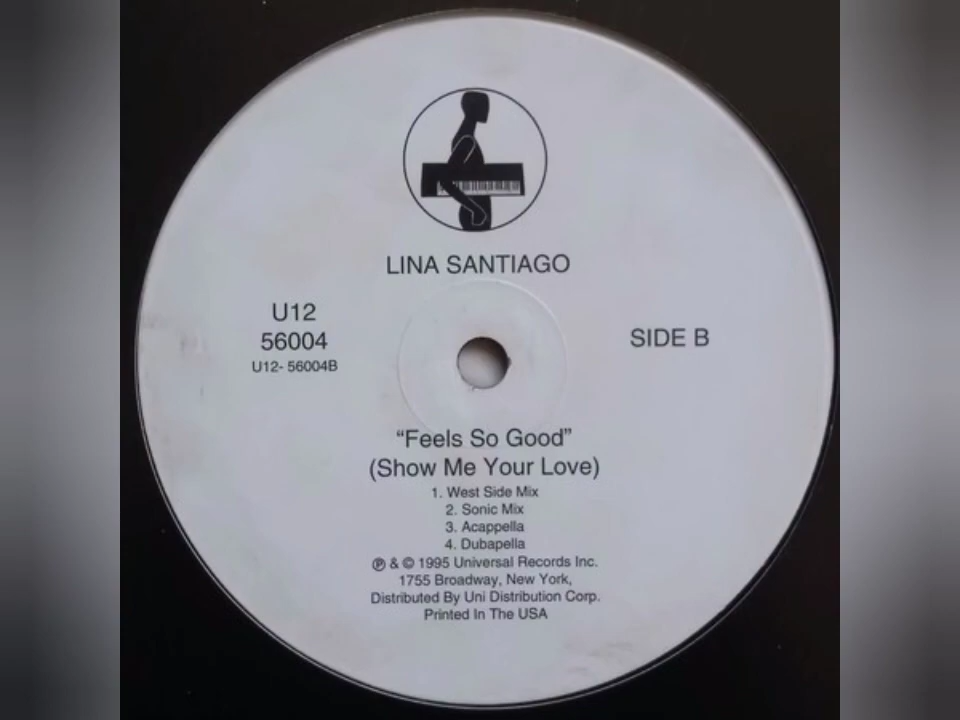 LINA SANTIAGO
U12
56004
U12- 56004B
SIDE B
“Feels So Good”
(Show Me Your Love)
1. West Side Mix
2. Sonic Mix
3. Acappella
4. Dubapella
℗ & © 1995 Universal Records Inc.
1755 Broadway, New York,
Distributed By Uni Distribution Corp.
Printed In The USA